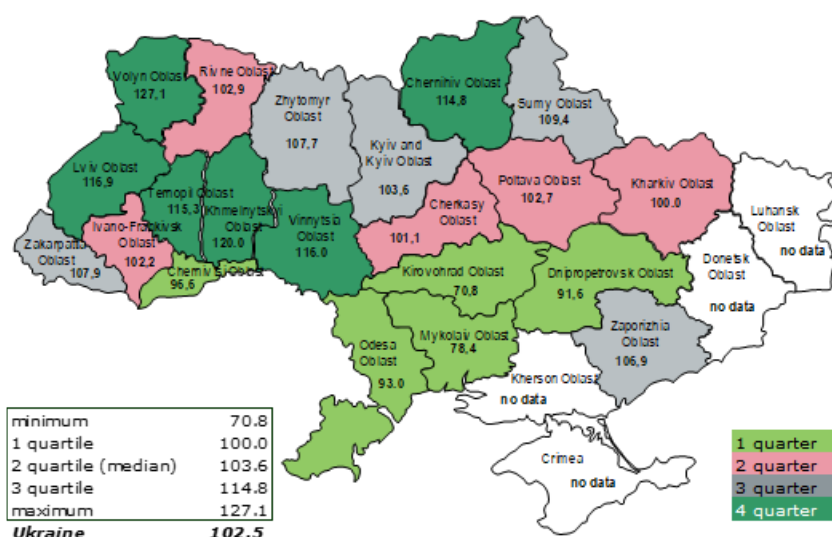 Volyn Oblast
127,1
Rivne Oblast
102,9
Zhytomyr
Oblast
107,7
Kyiv and
Kyiv Oblast
103,6
Chernihiv Oblast
114,8
Sumy Oblast
109,4
Lviv Oblast
116,9
Ternopil Oblast
115,3
Khmelnytskyi
Oblast
120.0
Vinnytsia
Oblast
116.0
Cherkasy
Oblast
101,1
Poltava Oblast
102,7
Kharkiv Oblast
100.0
Luhansk
Oblast
no data
Donetsk
Oblast
no data
Zakarpattia
Oblast
107,9
Ivano-Frankivsk
Oblast
102,2
Chernivtsi Oblast
96,6
Kirovohrad Oblast
70,8
Dnipropetrovsk Oblast
91,6
Zaporizhia
Oblast
106,9
Odesa
Oblast
93.0
Mykolaiv Oblast
78,4
Kherson Oblast
no data
Crimea
no data
minimum 70.8
1 quartile 100.0
2 quartile (median) 103.6
3 quartile 114.8
maximum 127.1
Ukraine 102.5
1 quarter
2 quarter
3 quarter
4 quarter